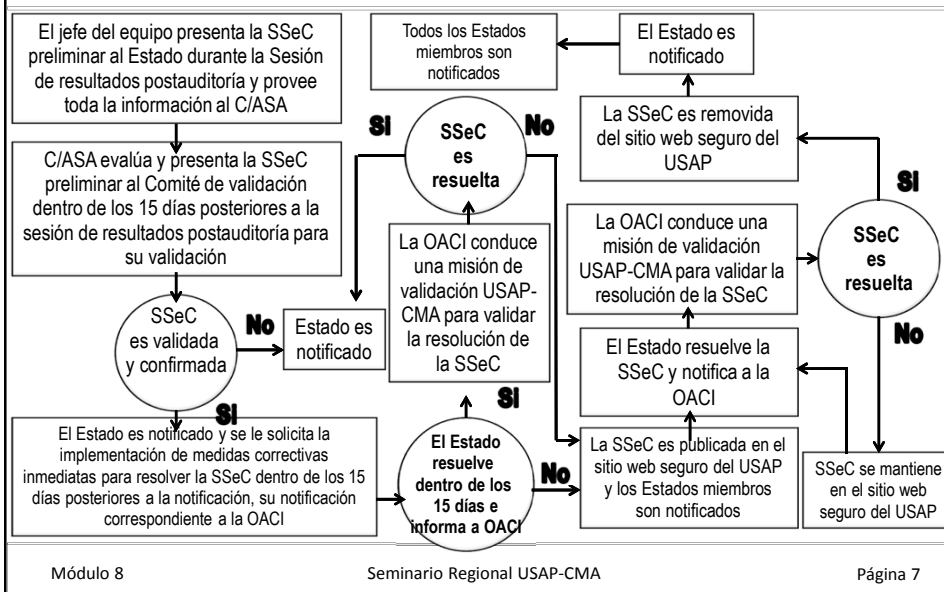 El jefe del equipo presenta la SSeC
preliminar al Estado durante la Sesión
de resultados postauditoría y provee
toda la información al C/ASA
C/ASA evalúa y presenta la SSeC
preliminar al Comité de validación
dentro de los 15 días posteriores a la
sesión de resultados postauditoría para
su validación
SSeC
es validada
y confirmada
No
Estado es
notificado
Si
El Estado es notificado y se le solicita la
implementación de medidas correctivas
inmediatas para resolver la SSeC dentro de los 15
días posteriores a la notificación, su notificación
correspondiente a la OACI
El Estado
resuelve
dentro de los
15 días e
informa a OACI
Si
No
La OACI conduce
una misión de
validación USAP-
CMA para validar
la resolución de
la SSeC
SSeC
es
resuelta
Si
No
La SSeC es publicada en el
sitio web seguro del USAP
y los Estados miembros
son notificados
El Estado resuelve la
SSeC y notifica a la
OACI
La OACI conduce una
misión de validación
USAP-CMA para validar la
resolución de la SSeC
SSeC
es
resuelta
Si
No
La SSeC es removida
del sitio web seguro del
USAP
El Estado es
notificado
Todos los Estados
miembros son
notificados
SSeC se mantiene
en el sitio web
seguro del USAP
Módulo 8
Seminario Regional USAP-CMA
Página 7